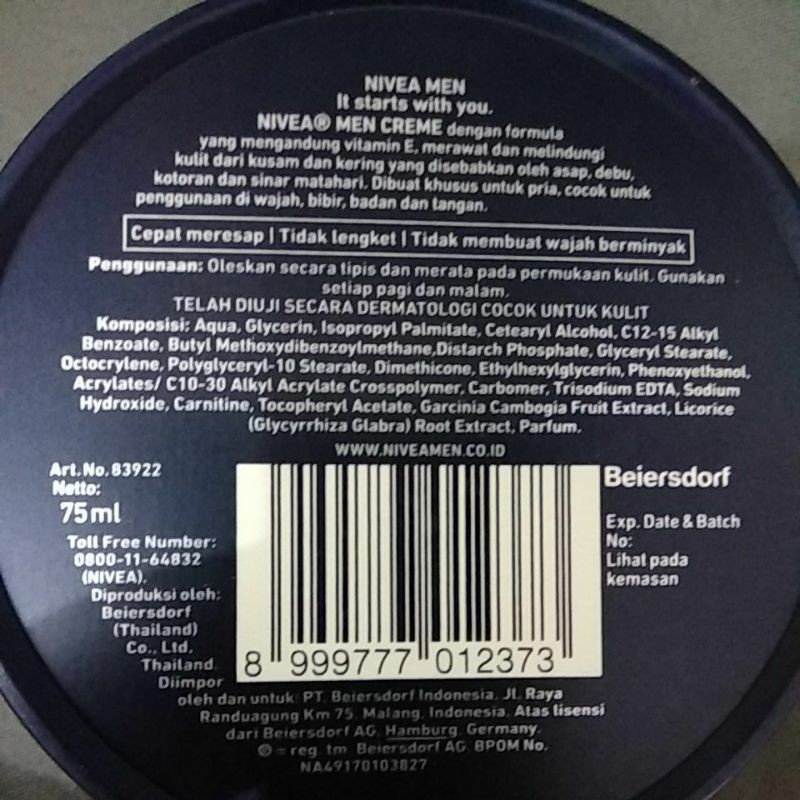 NIVEA MEN
It starts with you.
NIVEA® MEN CREME dengan formula
yang mengandung vitamin E, merawat dan melindungi
kulit dari kusam dan kering yang disebabkan oleh asap, debu,
kotoran dan sinar matahari. Dibuat khusus untuk pria, cocok untuk
penggunaan di wajah, bibir, badan dan tangan.
Cepat meresap | Tidak lengket | Tidak membuat wajah berminyak
Penggunaan: Oleskan secara tipis dan merata pada permukaan kulit. Gunakan
setiap pagi dan malam.
TELAH DIUJI SECARA DERMATOLOGI COCOK UNTUK KULIT
Komposisi: Aqua, Glycerin, Isopropyl Palmitate, Cetearyl Alcohol, C12-15 Alkyl
Benzoate, Butyl Methoxydibenzoylmethane,Distarch Phosphate, Glyceryl Stearate,
Octocrylene, Polyglyceryl-10 Stearate, Dimethicone, Ethylhexylglycerin, Phenoxyethanol,
Acrylates/ C10-30 Alkyl Acrylate Crosspolymer, Carbomer, Trisodium EDTA, Sodium
Hydroxide, Carnitine, Tocopheryl Acetate, Garcinia Cambogia Fruit Extract, Licorice
(Glycyrrhiza Glabra) Root Extract, Parfum.
WWW.NIVEAMEN.CO.ID
Art.No. 83922
Netto:
75ml
Toll Free Number:
0800-11-64832
(NIVEA).
Diproduksi oleh:
Beiersdorf
(Thailand)
Co., Ltd.
Thailand.
Diimpor
oleh dan untuk: PT. Beiersdorf Indonesia. Jl. Raya
Randuagung Km 75, Malang, Indonesia. Atas lisensi
dari Beiersdorf AG, Hamburg, Germany.
® = reg. tm. Beiersdorf AG. BPOM No.
NA49170103827
8 999777 012373
Beiersdorf
Exp. Date & Batch
No:
Lihat pada
kemasan